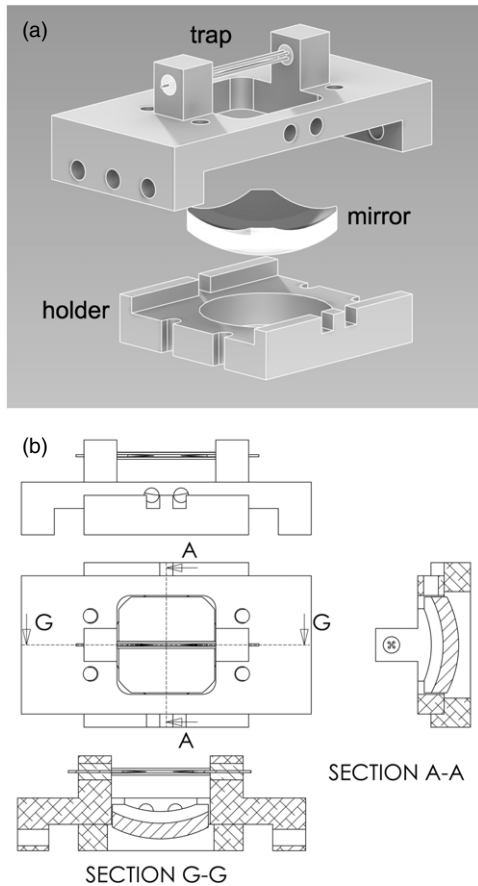 (a)
trap
mirror
holder
(b)
A
G
G
A
SECTION A-A
SECTION G-G